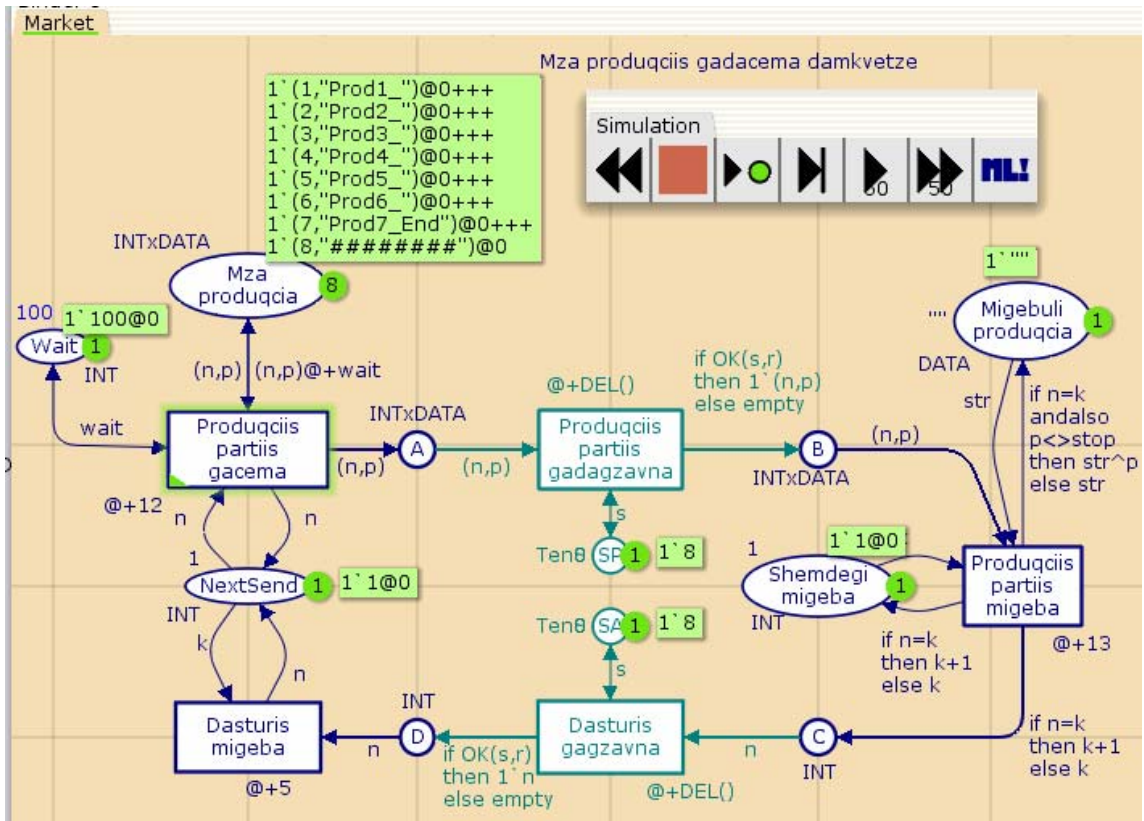 Market
Mza produqciis gadacema damkvetze
1`(1,"Prod1_")@0+++
1`(2,"Prod2_")@0+++
1`(3,"Prod3_")@0+++
1`(4,"Prod4_")@0+++
1`(5,"Prod5_")@0+++
1`(6,"Prod6_")@0+++
1`(7,"Prod7_End")@0+++
1`(8,"########")@0
Simulation
50
50
ML!
INTxDATA
Mza
produqcia
8
100
1`100@0
Wait
1
INT
(n,p)
(n,p)@+wait
wait
Produqciis
partiis
gacema
@+12
INTxDATA
A
(n,p)
(n,p)
@+DEL()
Produqciis
partiis
gadagzavna
if OK(s,r)
then 1`(n,p)
else empty
B
INTxDATA
(n,p)
1`""
""
Migebuli
produqcia
1
DATA
str
if n=k
andalso
p<>stop
then str^p
else str
n
n
1
NextSend
1
1`1@0
INT
k
n
s
SP
1
1`8
SA
1
1`8
s
1
1`1@0
Shemdegi
migeba
1
INT
Produqciis
partiis
migeba
@+13
if n=k
then k+1
else k
if n=k
then k+1
else k
Dasturis
migeba
@+5
n
INT
D
if OK(s,r)
then 1`n
else empty
Dasturis
gagzavna
@+DEL()
n
C
INT